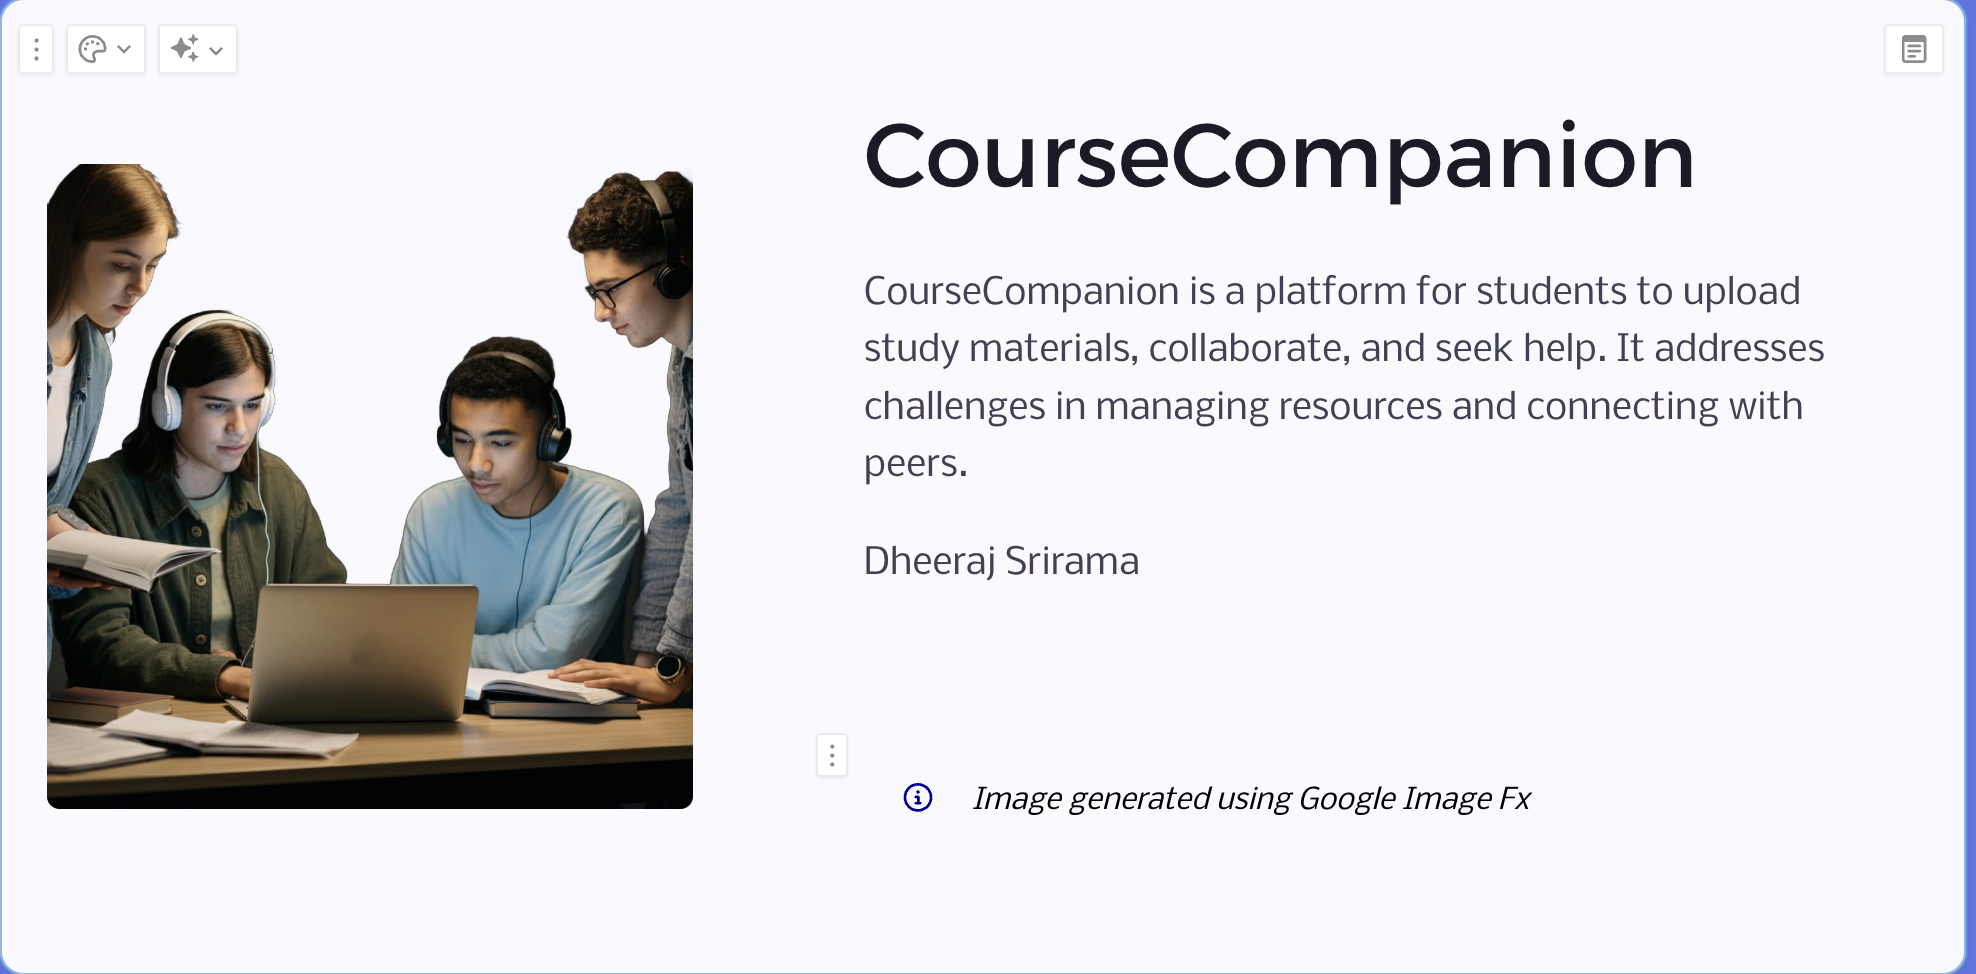 CourseCompanion
CourseCompanion is a platform for students to upload
study materials, collaborate, and seek help. It addresses
challenges in managing resources and connecting with
peers.
Dheeraj Srirama
Image generated using Google Image Fx